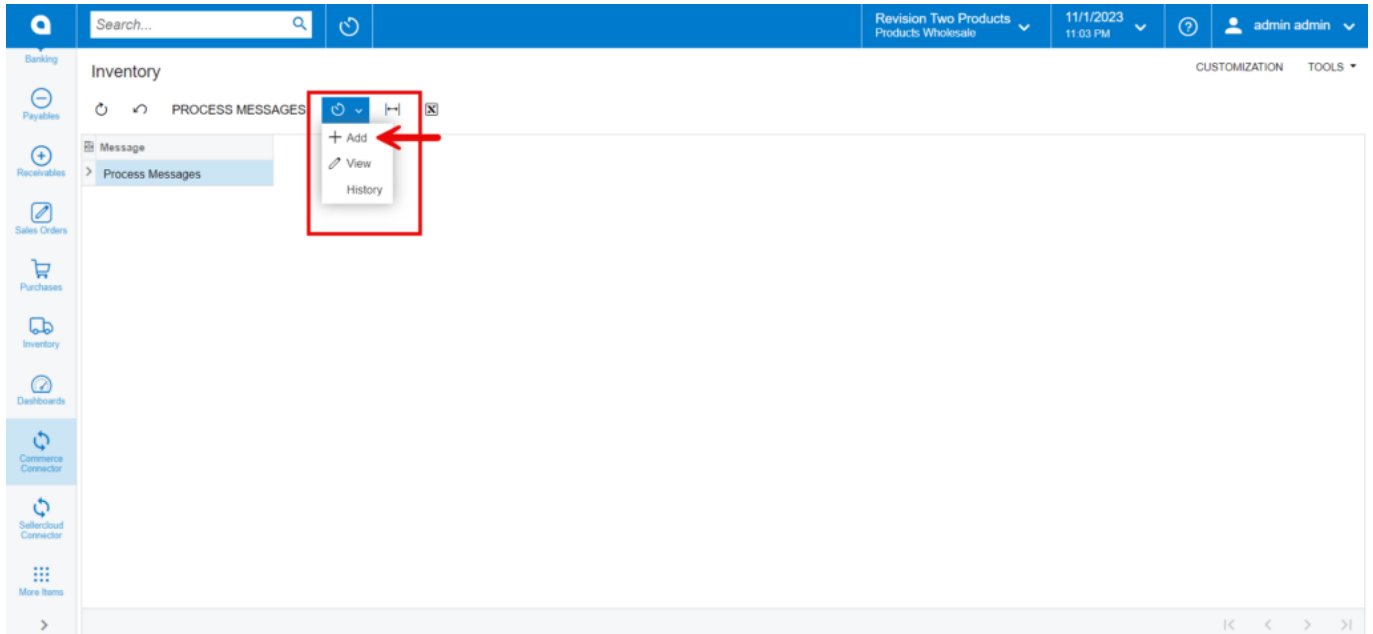 Search...
Revision Two Products
Products Wholesale
11/1/2023
11:03 PM
admin admin
Banking
Payables
Receivables
Sales Orders
Purchases
Inventory
Dashboards
Commerce
Connector
Sellercloud
Connector
More Items
Inventory
CUSTOMIZATION TOOLS
PROCESS MESSAGES
Add
View
History
Message
Process Messages